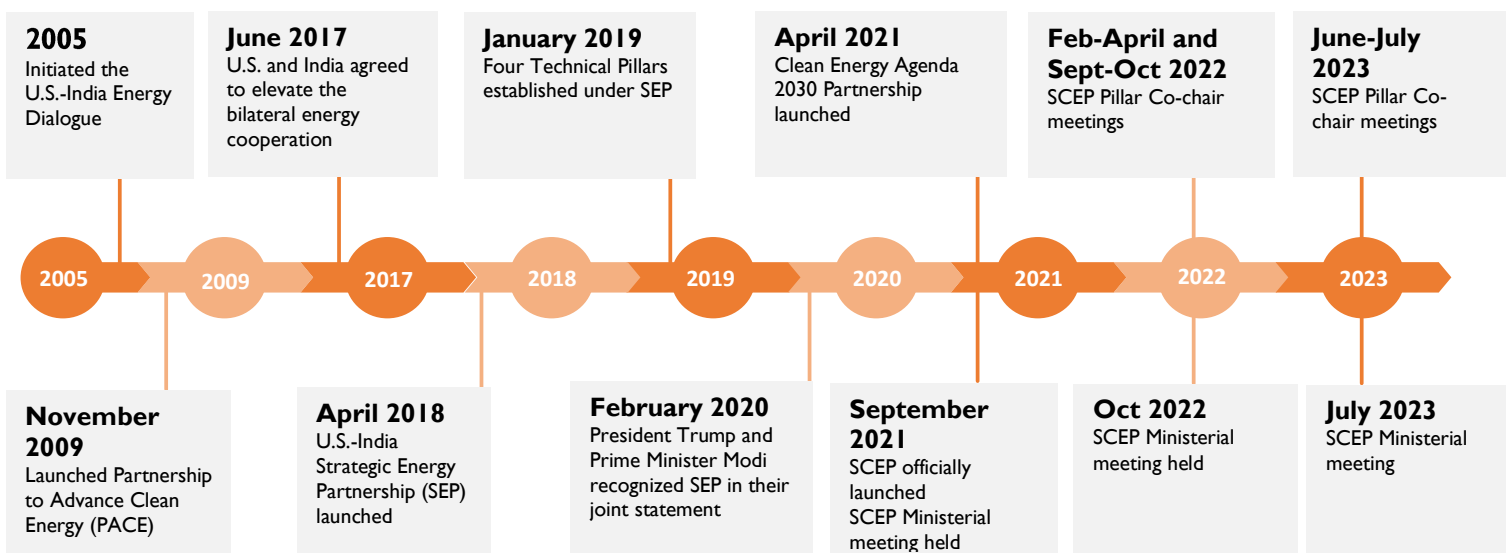 2005
Initiated the
U.S.-India Energy
Dialogue
June 2017
U.S. and India agreed
to elevate the
bilateral energy
cooperation
January 2019
Four Technical Pillars
established under SEP
April 2021
Clean Energy Agenda
2030 Partnership
launched
Feb-April and
Sept-Oct 2022
SCEP Pillar Co-chair
meetings
June-July
2023
SCEP Pillar Co-
chair meetings
2005
2009
2017
2018
2019
2020
2021
2022
2023
November
2009
Launched Partnership
to Advance Clean
Energy (PACE)
April 2018
U.S.-India
Strategic Energy
Partnership (SEP)
launched
February 2020
President Trump and
Prime Minister Modi
recognized SEP in their
joint statement
September
2021
SCEP officially
launched
SCEP Ministerial
meeting held
Oct 2022
SCEP Ministerial
meeting held
July 2023
SCEP Ministerial
meeting